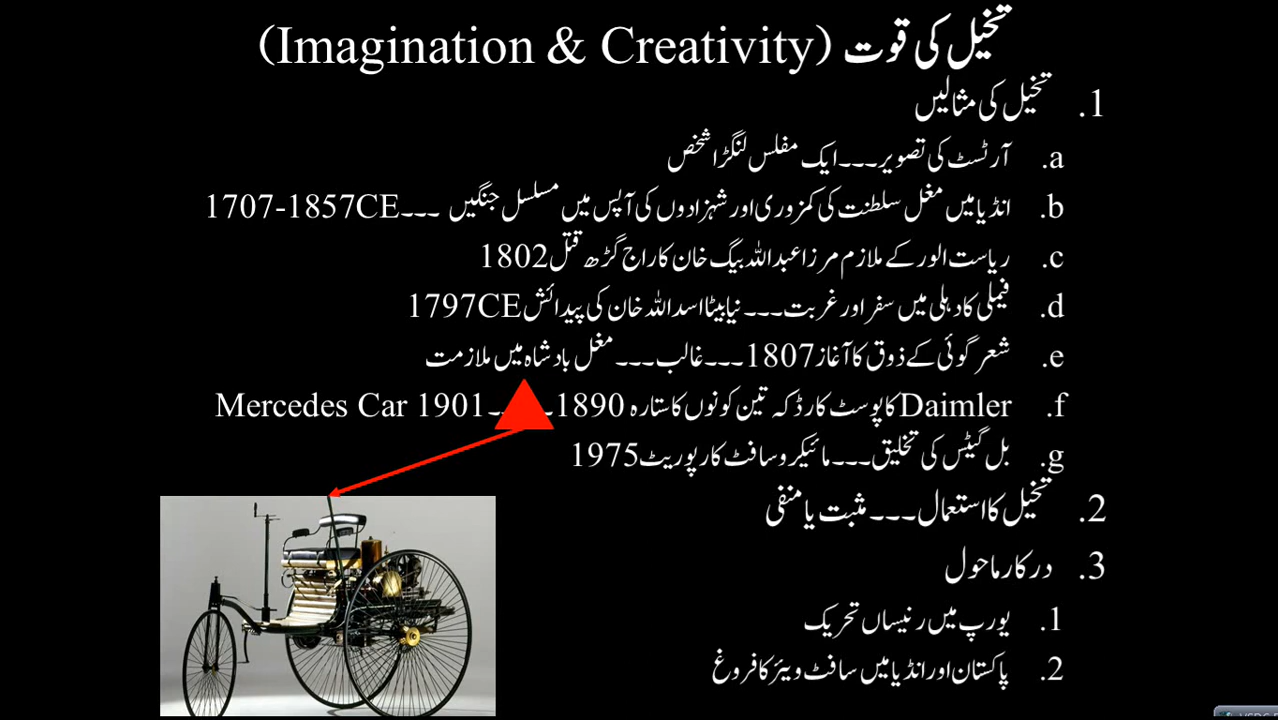 تخیل کی قوت (Imagination & Creativity)
1. تخیل کی مثالیں
a. آرٹسٹ کی تصویر۔۔۔ایک مفلس لنگڑا شخص
b. انڈیا میں مغل سلطنت کی کمزوری اور شہزادوں کی آپس میں مسلسل جنگیں ۔۔۔1707-1857CE
c. ریاست الور کے ملازم مرزا عبداللہ بیگ خان کا راج گڑھ قتل 1802
d. فیملی کا دہلی میں سفر اور غربت۔۔۔نیا بیٹا اسد اللہ خان کی پیدائش 1797CE
e. شعر گوئی کے ذوق کا آغاز 1807۔۔۔غالب۔۔۔مغل بادشاہ میں ملازمت
f. Daimler کا پوسٹ کارڈ کہ تین کونوں کا ستارہ 1890۔۔۔۔Mercedes Car 1901
g. بل گیٹس کی تخلیق۔۔۔مائیکروسافٹ کارپوریٹ 1975
2. تخیل کا استعمال۔۔۔ مثبت یا منفی
3. درکار ماحول
1. یورپ میں رنیساں تحریک
2. پاکستان اور انڈیا میں سافٹ ویئر کا فروغ